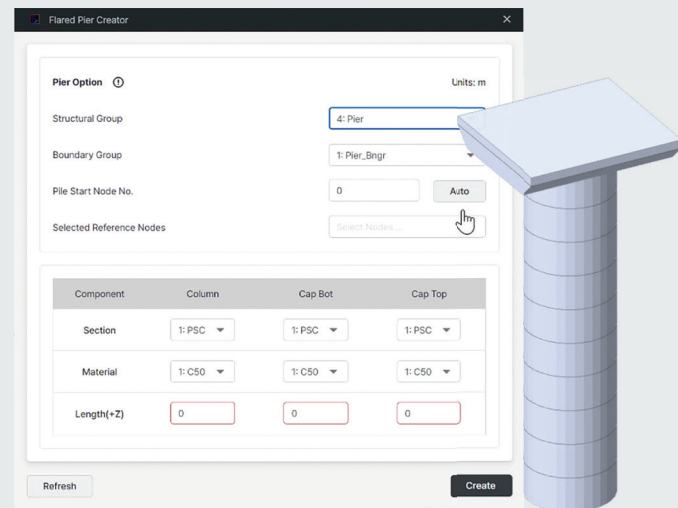 Flared Pier Creator
Pier Option
Units: m
Structural Group
4: Pier
Boundary Group
1: Pier_Bngr
Pile Start Node No.
0
Auto
Selected Reference Nodes
Select Nodes ...
Component Column Cap Bot Cap Top
Section 1: PSC 1: PSC 1: PSC
Material 1: C50 1: C50 1: C50
Length(+Z) 0 0 0
Refresh
Create